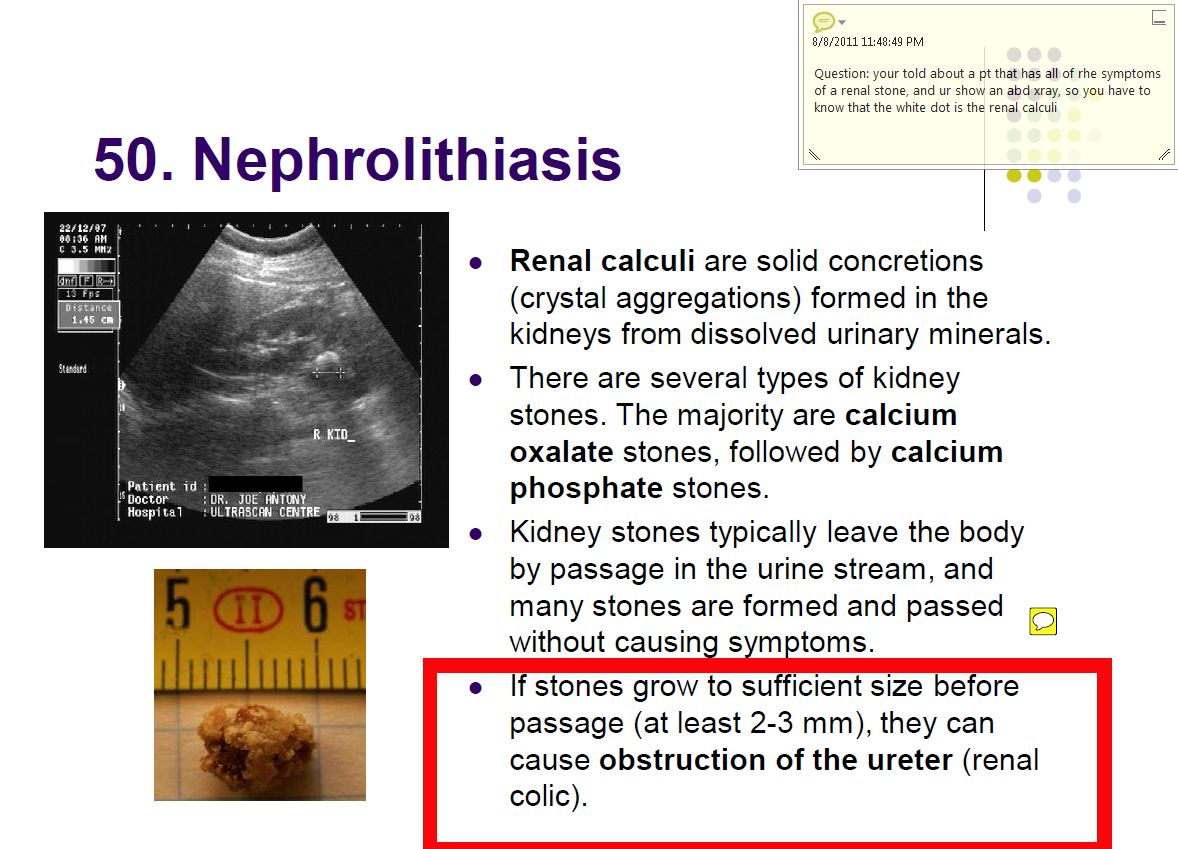 8/8/2011 11:48:49 PM
Question: your told about a pt that has all of rhe symptoms
of a renal stone, and ur show an abd xray, so you have to
know that the white dot is the renal calculi
50. Nephrolithiasis
22/12/97
08:36 AM
C 3.5 MHz
dnf F R→
13 Fps
Distance
1.45 cm
Standard
R KID_
Patient id :
Doctor : DR. JOE ANTONY
Hospital : ULTRASCAN CENTRE
98 1 98
5 II 6 ST
Renal calculi are solid concretions
(crystal aggregations) formed in the
kidneys from dissolved urinary minerals.
There are several types of kidney
stones. The majority are calcium
oxalate stones, followed by calcium
phosphate stones.
Kidney stones typically leave the body
by passage in the urine stream, and
many stones are formed and passed
without causing symptoms.
If stones grow to sufficient size before
passage (at least 2-3 mm), they can
cause obstruction of the ureter (renal
colic).